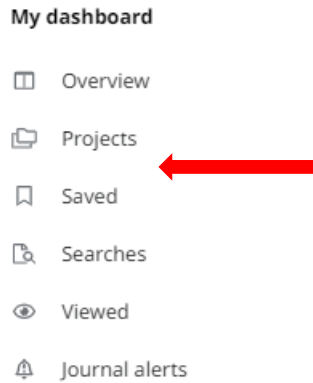 My dashboard
Overview
Projects
Saved
Searches
Viewed
Journal alerts